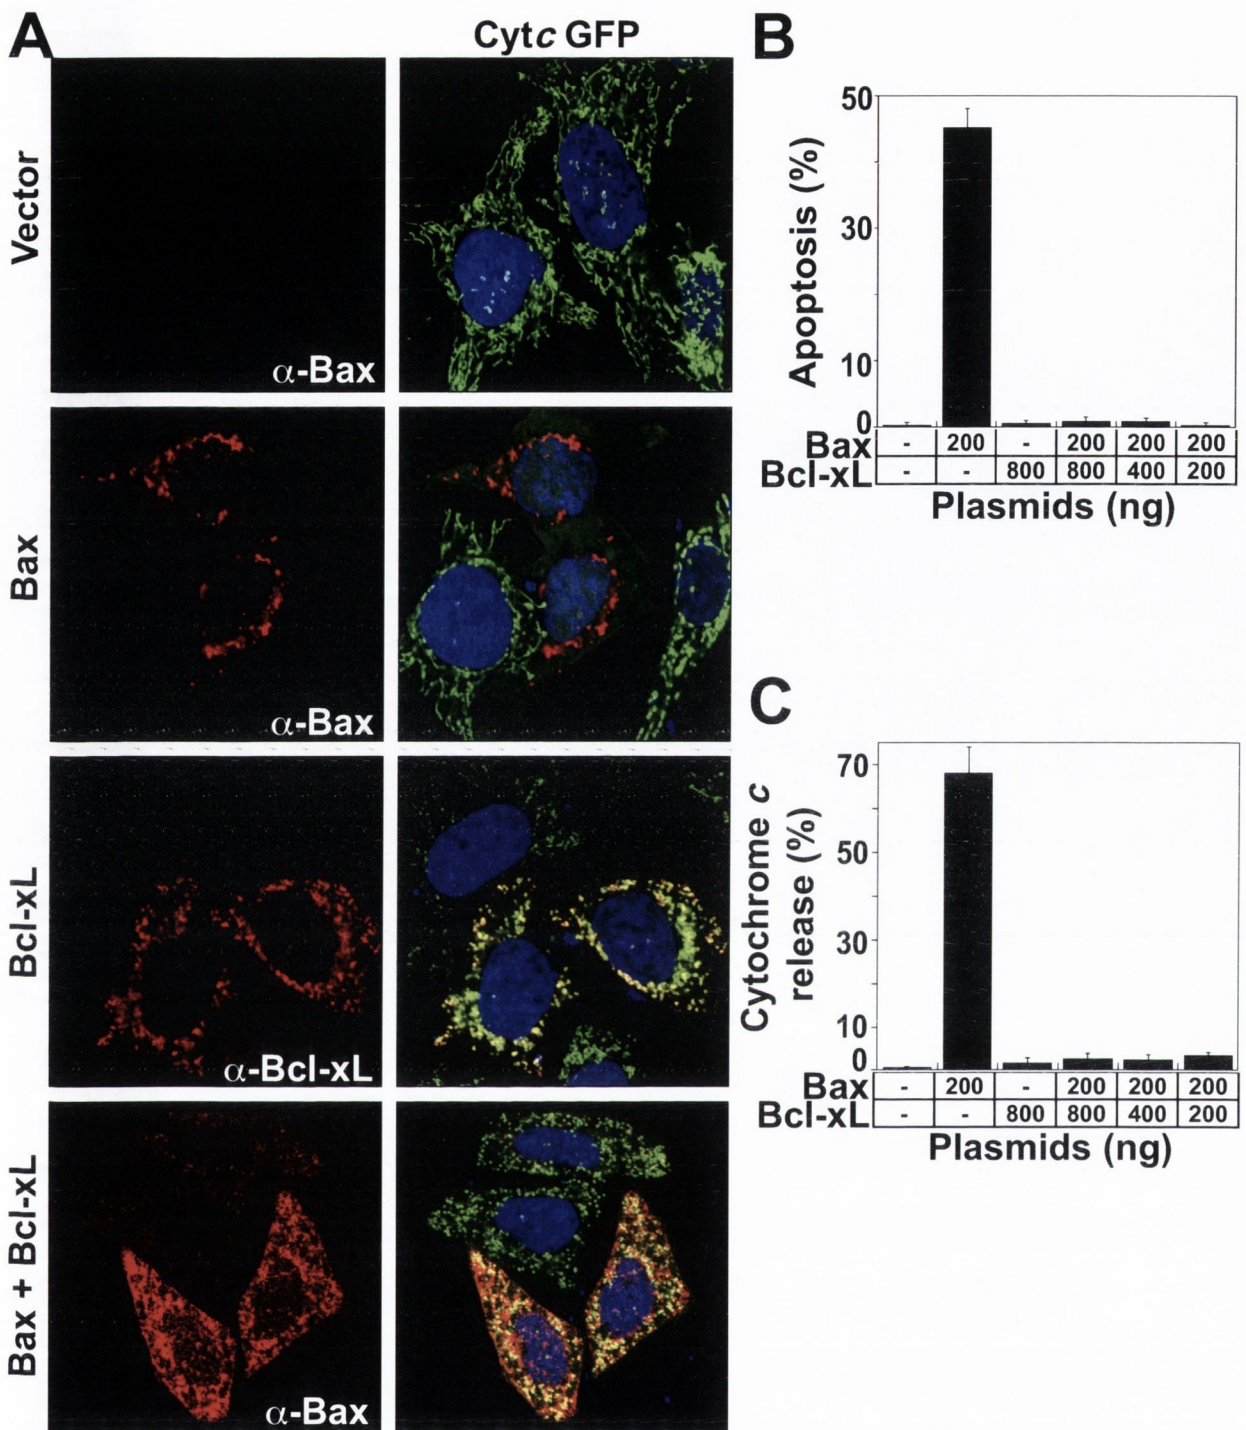 A
Cytc GFP
Vector
α-Bax
Bax
α-Bax
Bcl-xL
α-Bcl-xL
Bax + Bcl-xL
α-Bax
B
Apoptosis (%)
50
30
10
0
Bax - 200 - 200 200 200
Bcl-xL - - 800 800 400 200
Plasmids (ng)
C
Cytochrome c
release (%)
70
50
30
10
0
Bax - 200 - 200 200 200
Bcl-xL - - 800 800 400 200
Plasmids (ng)